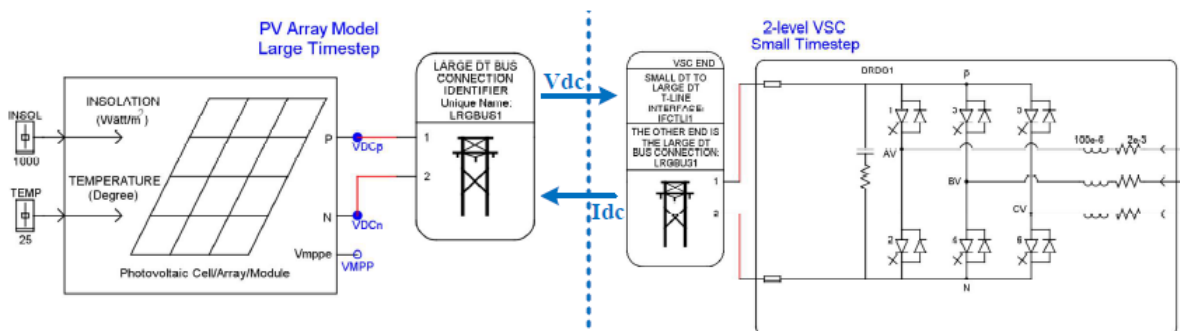 PV Array Model
Large Timestep
INSOL
1000
TEMP
25
INSOLATION
(Watt/m²)
TEMPERATURE
(Degree)
P
N
Vmppe
VDCp
VDCn
VMPP
Photovoltaic Cell/Array/Module
LARGE DT BUS
CONNECTION
IDENTIFIER
Unique Name:
LRGBUS1
1
2
Vdc
Idc
VSC END
SMALL DT TO
LARGE DT
T-LINE
INTERFACE:
IFCTLI1
THE OTHER END IS
THE LARGE DT
BUS CONNECTION:
LRGBUS1
1
2-level VSC
Small Timestep
DRDG1
P
1
3
AV
BV
CV
100e-6
2e-3
2
6
N